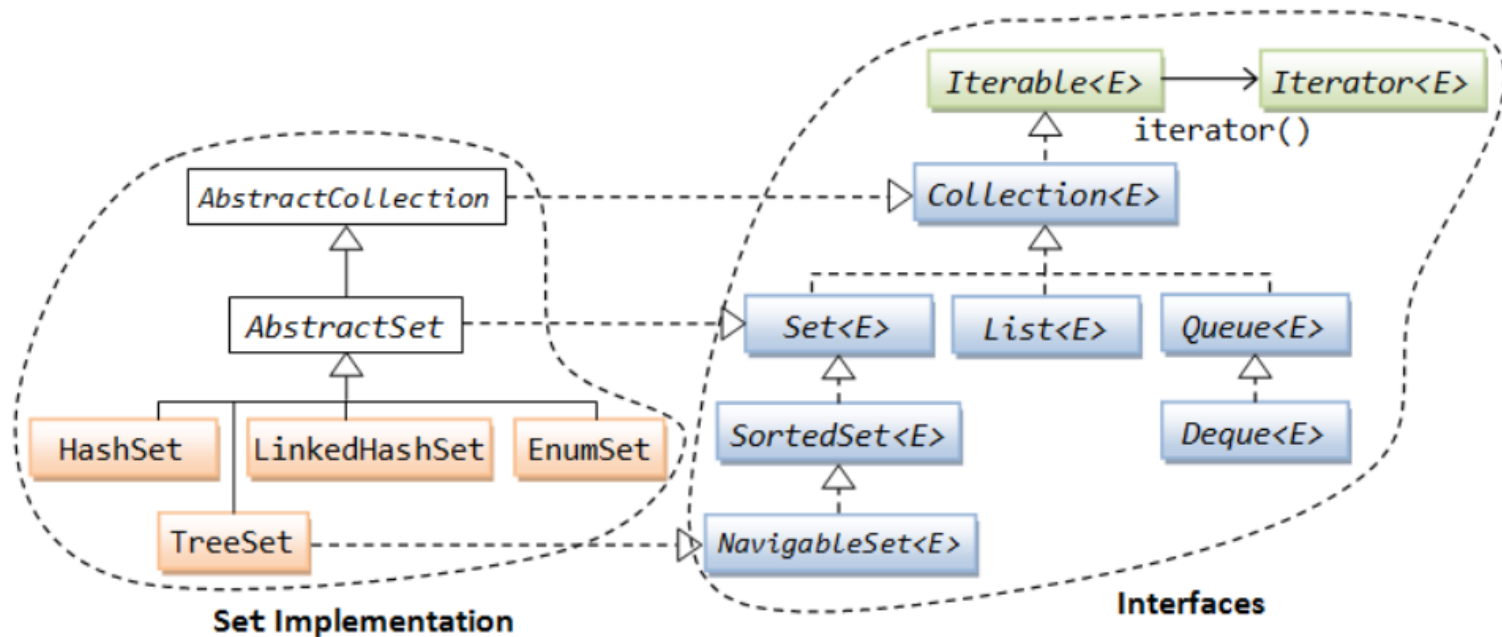 Iterable<E>
Iterator<E>
iterator()
AbstractCollection
Collection<E>
AbstractSet
Set<E>
List<E>
Queue<E>
HashSet
LinkedHashSet
EnumSet
SortedSet<E>
Deque<E>
TreeSet
NavigableSet<E>
Set Implementation
Interfaces